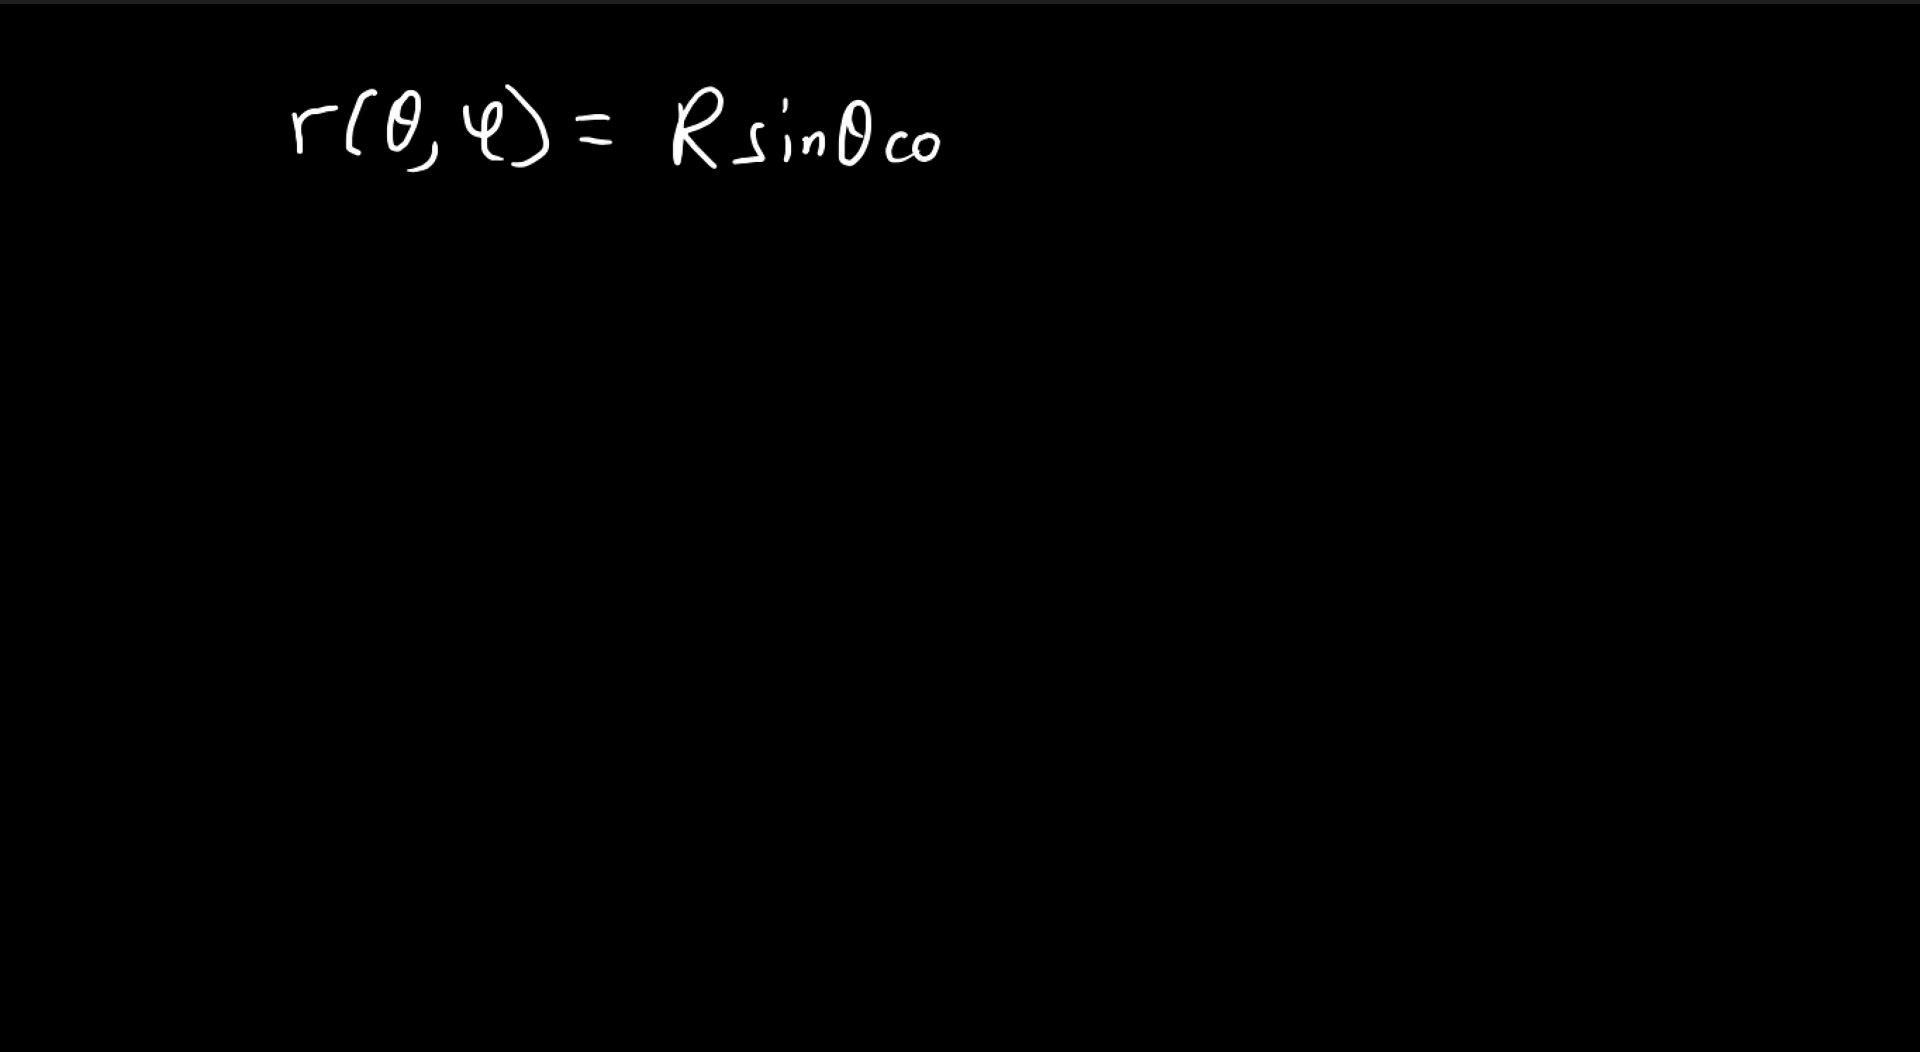 r(θ,φ) = R sinθ co